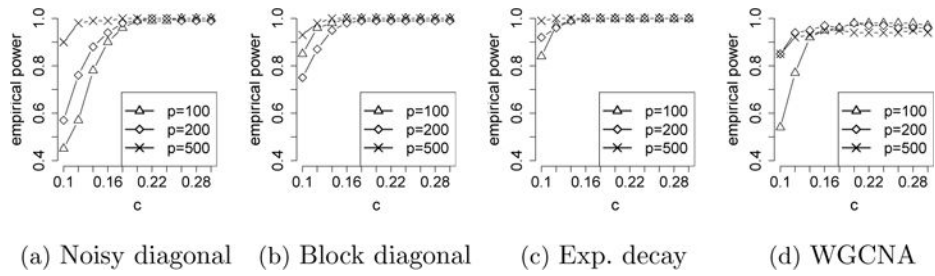 empirical power
0.4 0.6 0.8 1.0
p=100
p=200
p=500
0.1 0.16 0.22 0.28
c
(a) Noisy diagonal
empirical power
0.4 0.6 0.8 1.0
p=100
p=200
p=500
0.1 0.16 0.22 0.28
c
(b) Block diagonal
empirical power
0.4 0.6 0.8 1.0
p=100
p=200
p=500
0.1 0.16 0.22 0.28
c
(c) Exp. decay
empirical power
0.4 0.6 0.8 1.0
p=100
p=200
p=500
0.1 0.16 0.22 0.28
c
(d) WGCNA